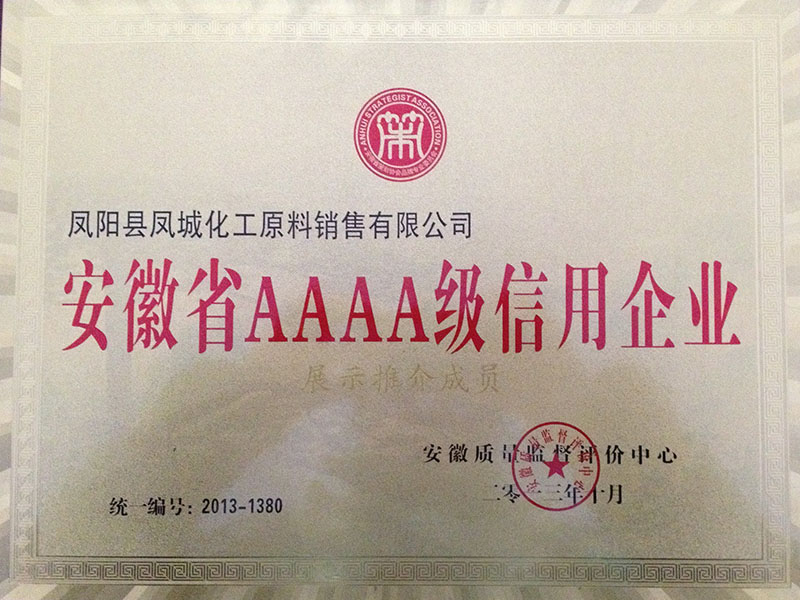 ANHUI STRATEGIST ASSOCIATION
凤阳县凤城化工原料销售有限公司
安徽省AAAA级信用企业
展示推介成员
安徽质量监督评价中心
二零一三年十月
统一编号：2013-1380